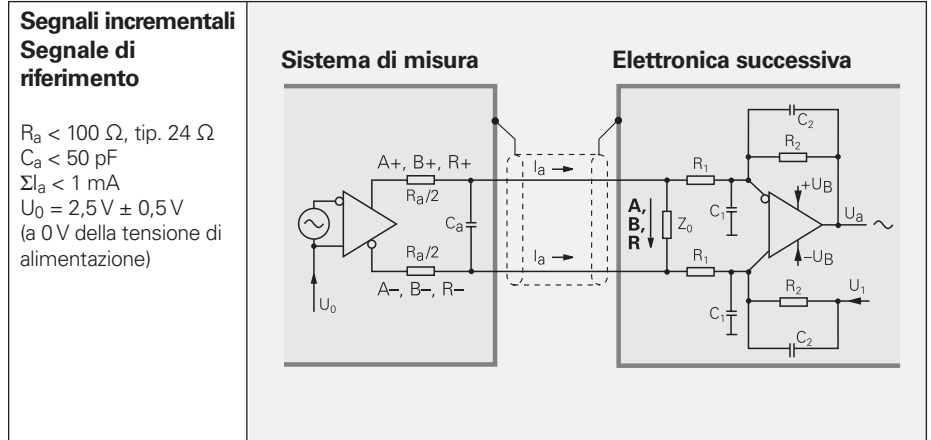 Segnali incrementali
Segnale di
riferimento
Rₐ < 100 Ω, tip. 24 Ω
Cₐ < 50 pF
ΣIₐ < 1 mA
U₀ = 2,5 V ± 0,5 V
(a 0 V della tensione di
alimentazione)
Sistema di misura
Elettronica successiva
A+, B+, R+
Rₐ/2
Cₐ
Rₐ/2
A–, B–, R–
U₀
Iₐ
Iₐ
A,
B,
R
Z₀
R₁
C₁
R₁
C₁
C₂
R₂
+U_B
Uₐ
–U_B
R₂
U₁
C₂